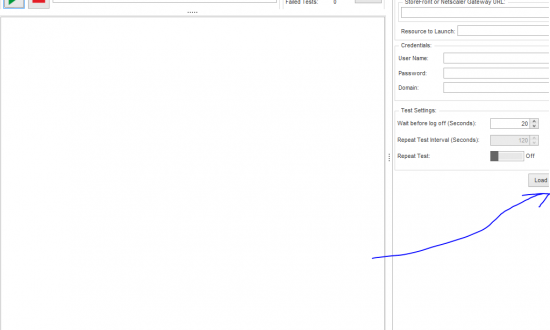 StoreFront or Netscaler Gateway URL:
Failed Tests: 0
Resource to Launch:
Credentials:
User Name:
Password:
Domain:
Test Settings:
Wait before log off (Seconds): 20
Repeat Test Interval (Seconds): 120
Repeat Test: Off
Load